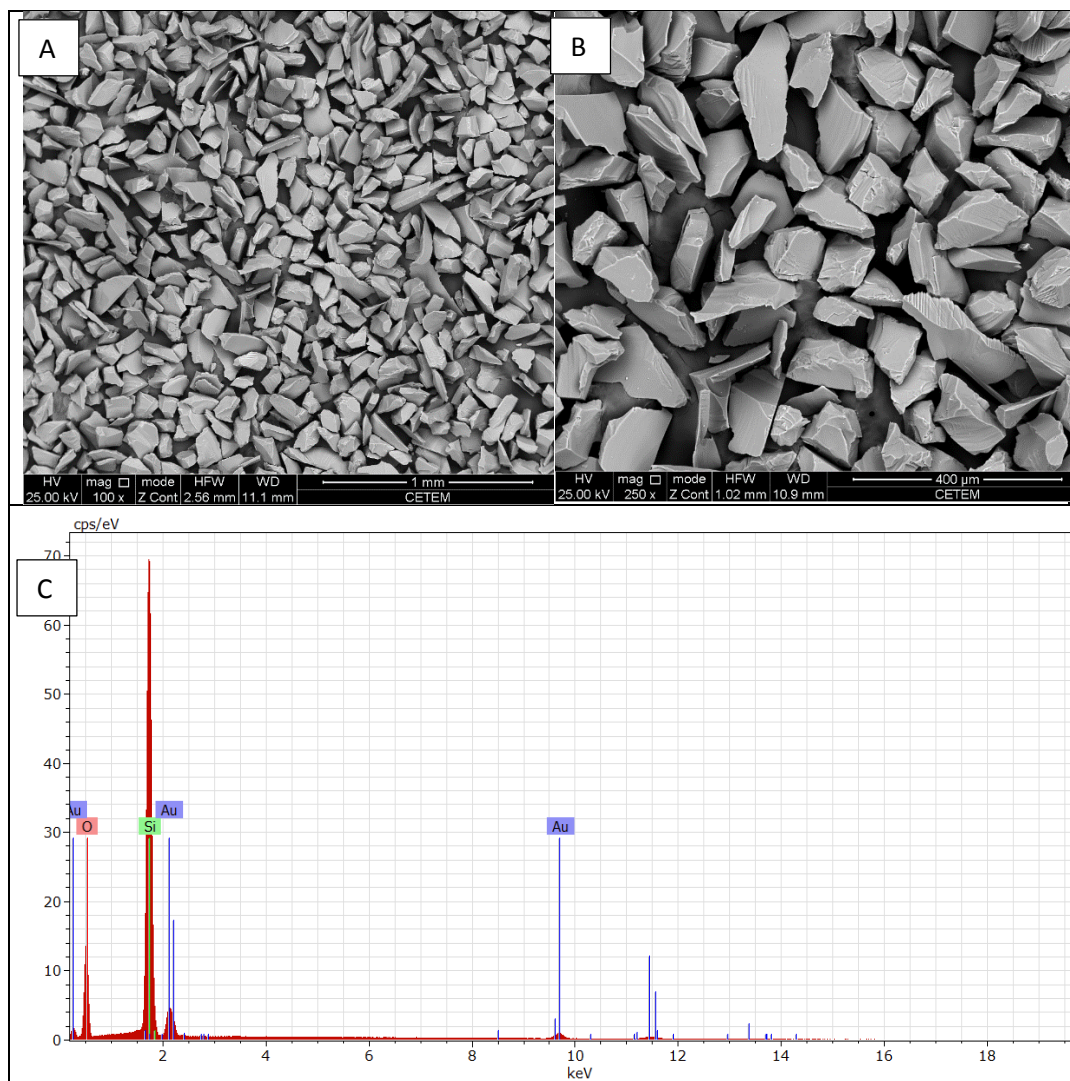 A
HV mag □ mode HFW WD 1 mm
25.00 kV 100 x Z Cont 2.56 mm 11.1 mm CETEM
B
HV mag □ mode HFW WD 400 µm
25.00 kV 250 x Z Cont 1.02 mm 10.9 mm CETEM
cps/eV
C
70
60
50
40
30
20
10
0
Au
O
Si
Au
Au
2 4 6 8 10 12 14 16 18
keV